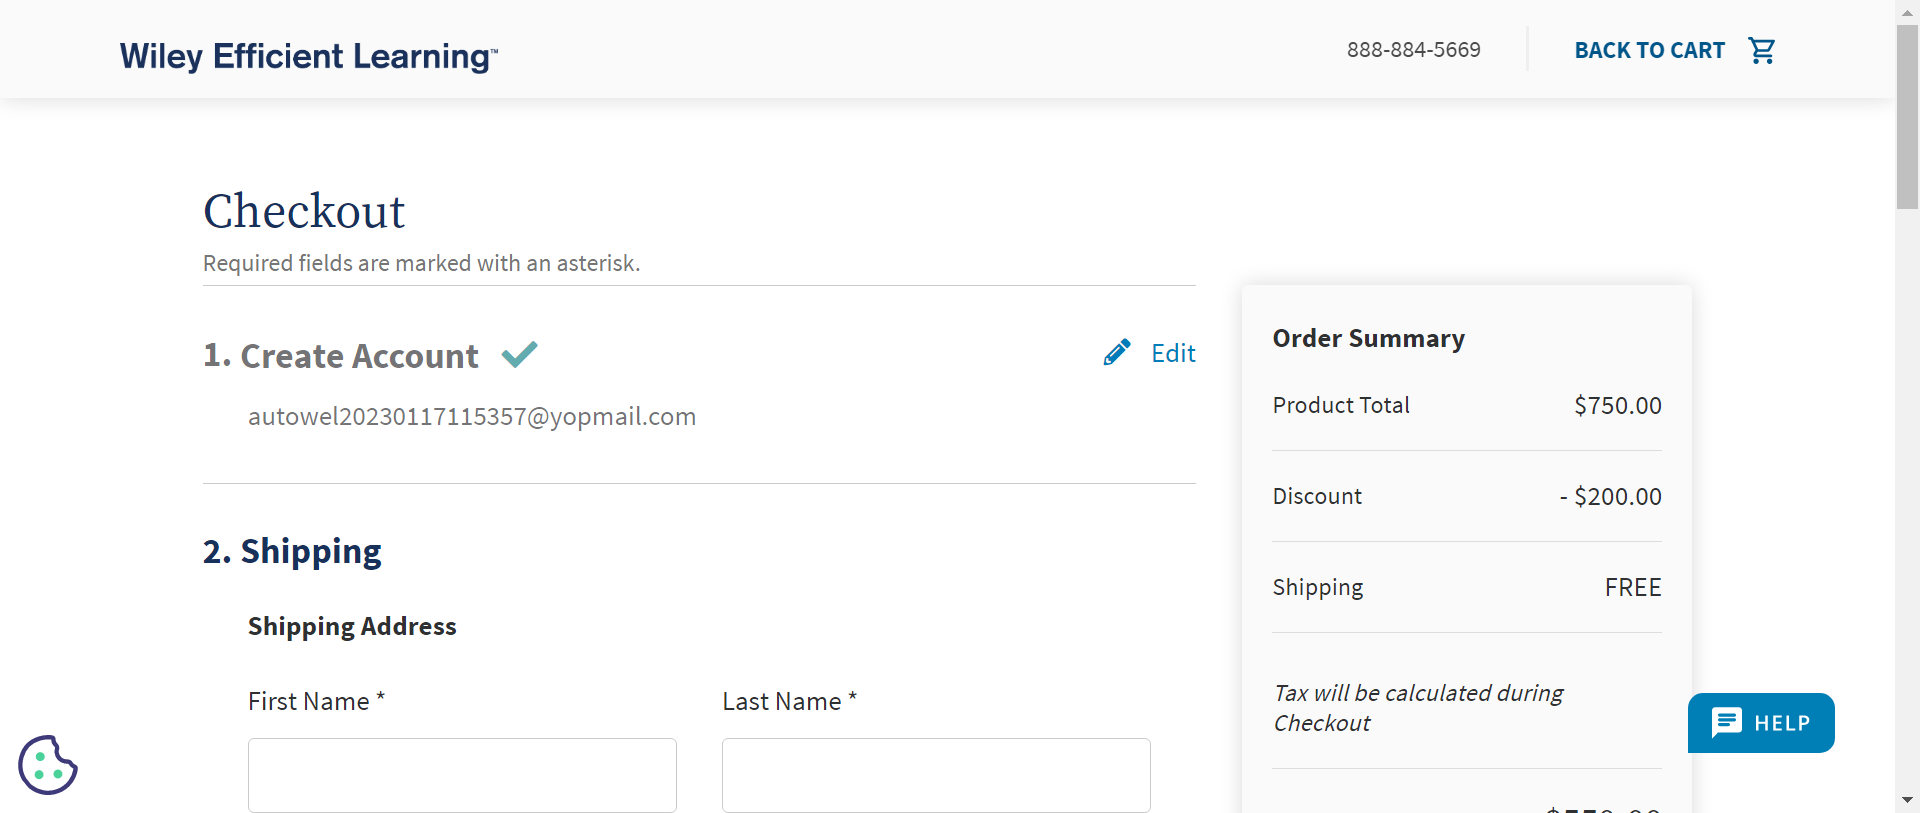 Wiley Efficient Learning™
888-884-5669
BACK TO CART
Checkout
Required fields are marked with an asterisk.
1. Create Account
Edit
autowel20230117115357@yopmail.com
2. Shipping
Shipping Address
First Name *
Last Name *
Order Summary
Product Total $750.00
Discount - $200.00
Shipping FREE
Tax will be calculated during
Checkout
HELP